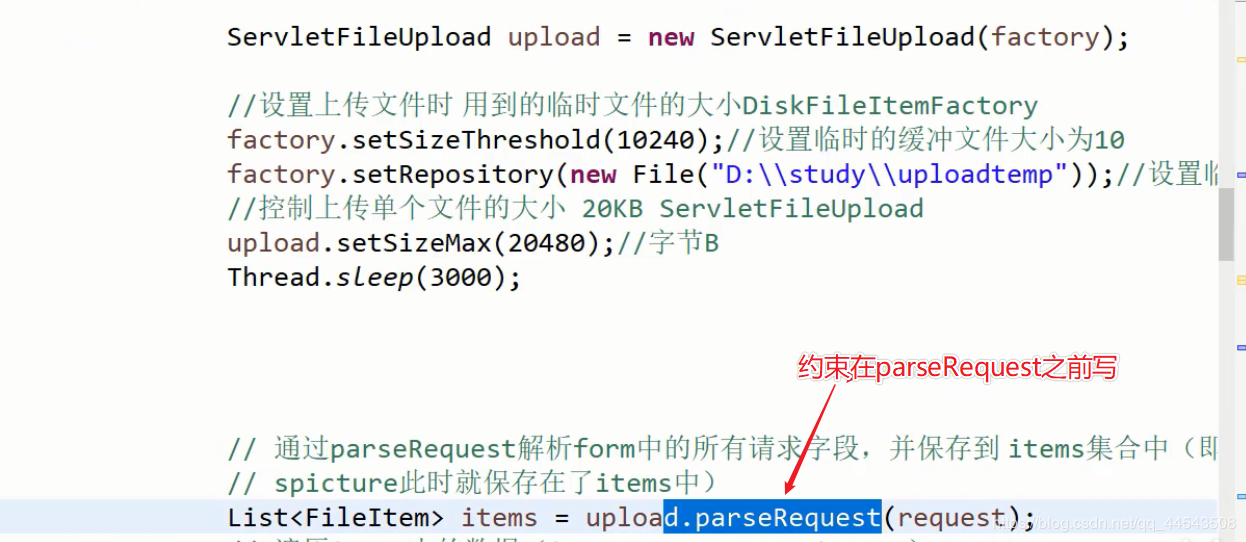 ServletFileUpload upload = new ServletFileUpload(factory);
//设置上传文件时 用到的临时文件的大小DiskFileItemFactory
factory.setSizeThreshold(10240);//设置临时的缓冲文件大小为10
factory.setRepository(new File("D:\\study\\uploadtemp"));//设置临
//控制上传单个文件的大小 20KB ServletFileUpload
upload.setSizeMax(20480);//字节B
Thread.sleep(3000);
约束在parseRequest之前写
// 通过parseRequest解析form中的所有请求字段，并保存到 items集合中（即
// spicture此时就保存在了items中）
List<FileItem> items = upload.parseRequest(request);
https://blog.csdn.net/qq_44543508